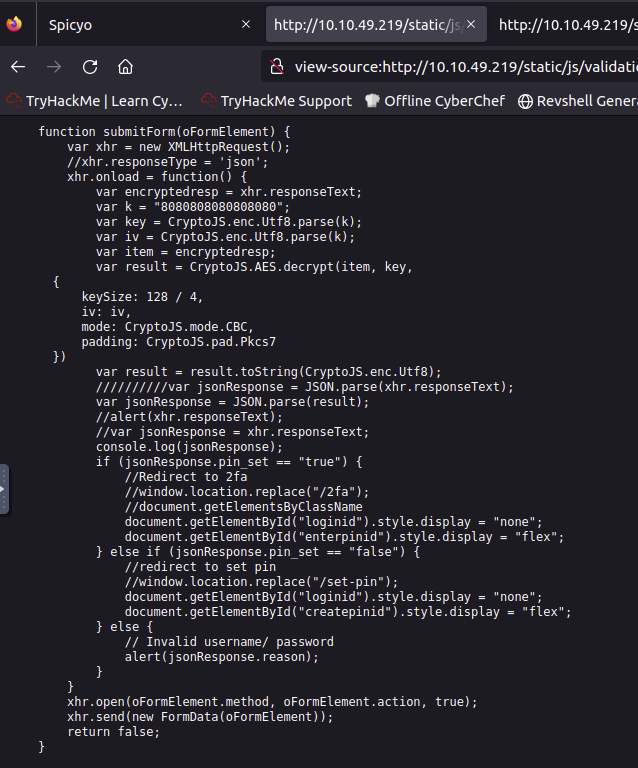 Spicyo
http://10.10.49.219/static/js
http://10.10.49.219/s
view-source:http://10.10.49.219/static/js/validati
TryHackMe | Learn Cy...
TryHackMe Support
Offline CyberChef
Revshell Genera
function submitForm(oFormElement) {
var xhr = new XMLHttpRequest();
//xhr.responseType = 'json';
xhr.onload = function() {
var encryptedresp = xhr.responseText;
var k = "8080808080808080";
var key = CryptoJS.enc.Utf8.parse(k);
var iv = CryptoJS.enc.Utf8.parse(k);
var item = encryptedresp;
var result = CryptoJS.AES.decrypt(item, key,
{
keySize: 128 / 4,
iv: iv,
mode: CryptoJS.mode.CBC,
padding: CryptoJS.pad.Pkcs7
})
var result = result.toString(CryptoJS.enc.Utf8);
//////////var jsonResponse = JSON.parse(xhr.responseText);
var jsonResponse = JSON.parse(result);
//alert(xhr.responseText);
//var jsonResponse = xhr.responseText;
console.log(jsonResponse);
if (jsonResponse.pin_set == "true") {
//Redirect to 2fa
//window.location.replace("/2fa");
//document.getElementsByClassName
document.getElementById("loginid").style.display = "none";
document.getElementById("enterpinid").style.display = "flex";
} else if (jsonResponse.pin_set == "false") {
//redirect to set pin
//window.location.replace("/set-pin");
document.getElementById("loginid").style.display = "none";
document.getElementById("createpinid").style.display = "flex";
} else {
// Invalid username/ password
alert(jsonResponse.reason);
}
}
xhr.open(oFormElement.method, oFormElement.action, true);
xhr.send(new FormData(oFormElement));
return false;
}